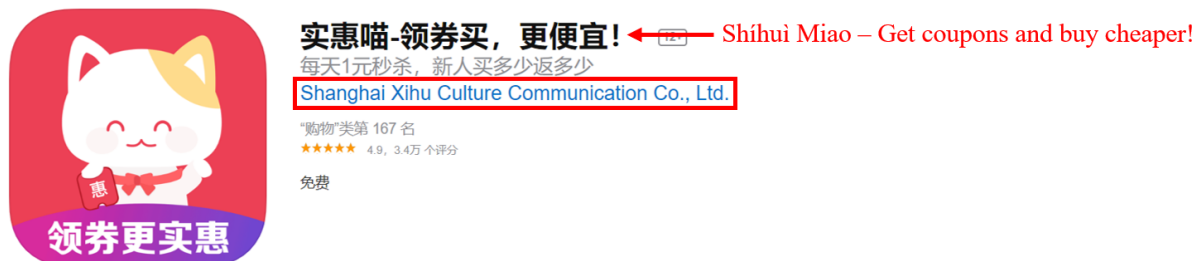 实惠喵-领券买，更便宜！ 12+ Shíhuì Miao – Get coupons and buy cheaper!
每天1元秒杀，新人买多少返多少
Shanghai Xihu Culture Communication Co., Ltd.
“购物”类第 167 名
★★★★★ 4.9，3.4万 个评分
免费
惠
领券更实惠